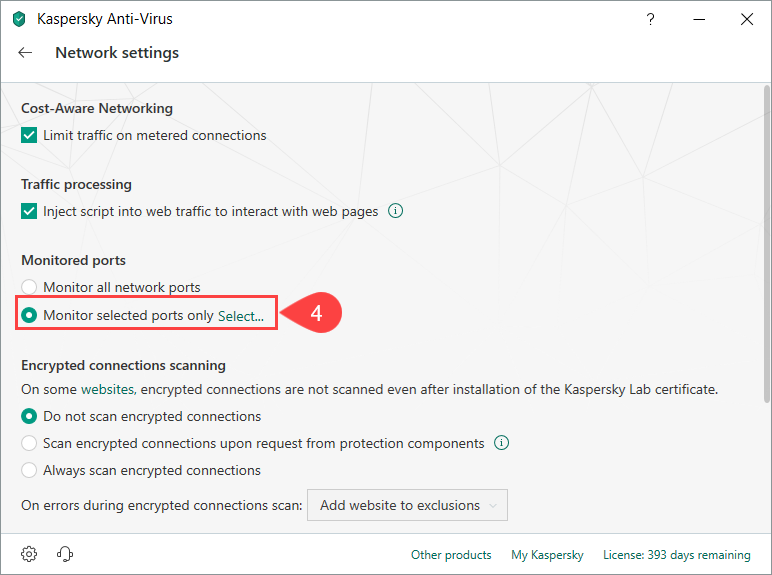 Kaspersky Anti-Virus
?
Network settings
Cost-Aware Networking
Limit traffic on metered connections
Traffic processing
Inject script into web traffic to interact with web pages
Monitored ports
Monitor all network ports
Monitor selected ports only Select...
4
Encrypted connections scanning
On some websites, encrypted connections are not scanned even after installation of the Kaspersky Lab certificate.
Do not scan encrypted connections
Scan encrypted connections upon request from protection components
Always scan encrypted connections
On errors during encrypted connections scan: Add website to exclusions
Other products My Kaspersky License: 393 days remaining